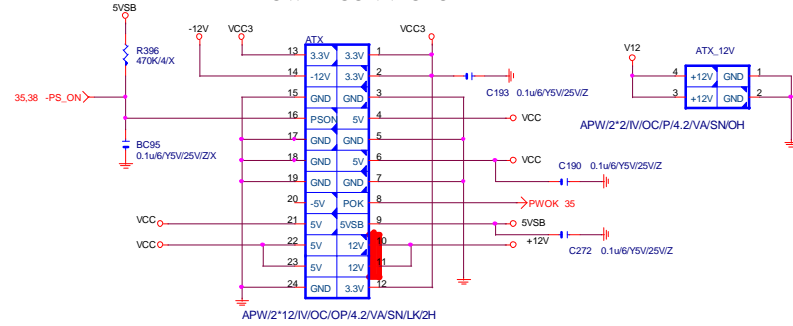 5VSB
R396
470K/4/X
35,38 -PS_ON
BC95
0.1u/6/Y5V/25V/Z/X
-12V
VCC3
VCC3
ATX
13 3.3V 3.3V 1
14 -12V 3.3V 2
15 GND GND 3
16 PSON 5V 4
17 GND GND 5
18 GND 5V 6
19 GND GND 7
20 -5V POK 8
21 5V 5VSB 9
22 5V 12V 10
23 5V 12V 11
24 GND 3.3V 12
C193 0.1u/6/Y5V/25V/Z
VCC
VCC
C190 0.1u/6/Y5V/25V/Z
PWOK 35
5VSB
+12V
C272 0.1u/6/Y5V/25V/Z
VCC
VCC
APW/2*12/IV/OC/OP/4.2/VA/SN/LK/2H
V12
ATX_12V
4 +12V GND 1
3 +12V GND 2
APW/2*2/IV/OC/P/4.2/VA/SN/OH